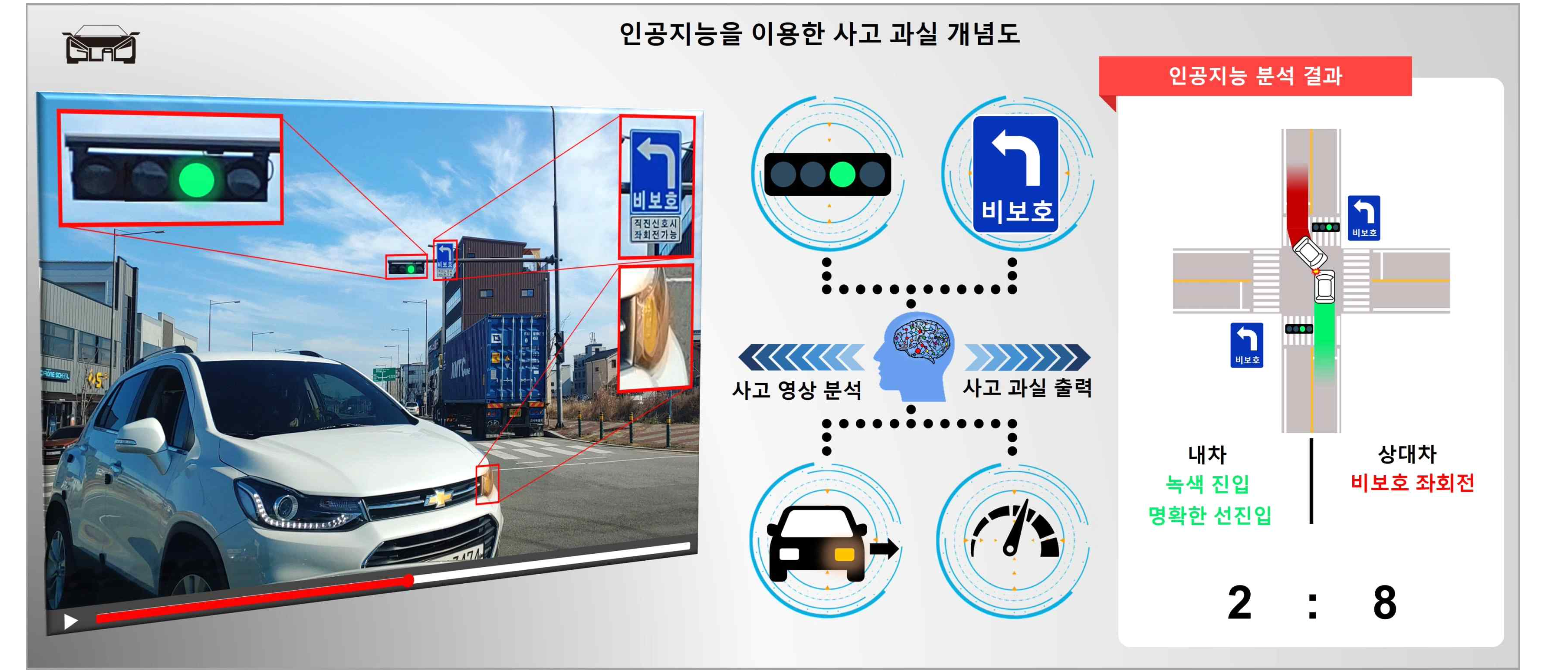 인공지능을 이용한 사고 과실 개념도
인공지능 분석 결과
비보호
직진신호시
좌회전가능
비보호
비보호
사고 영상 분석
사고 과실 출력
비보호
비보호
내차
상대차
녹색 진입
비보호 좌회전
명확한 선진입
2 : 8